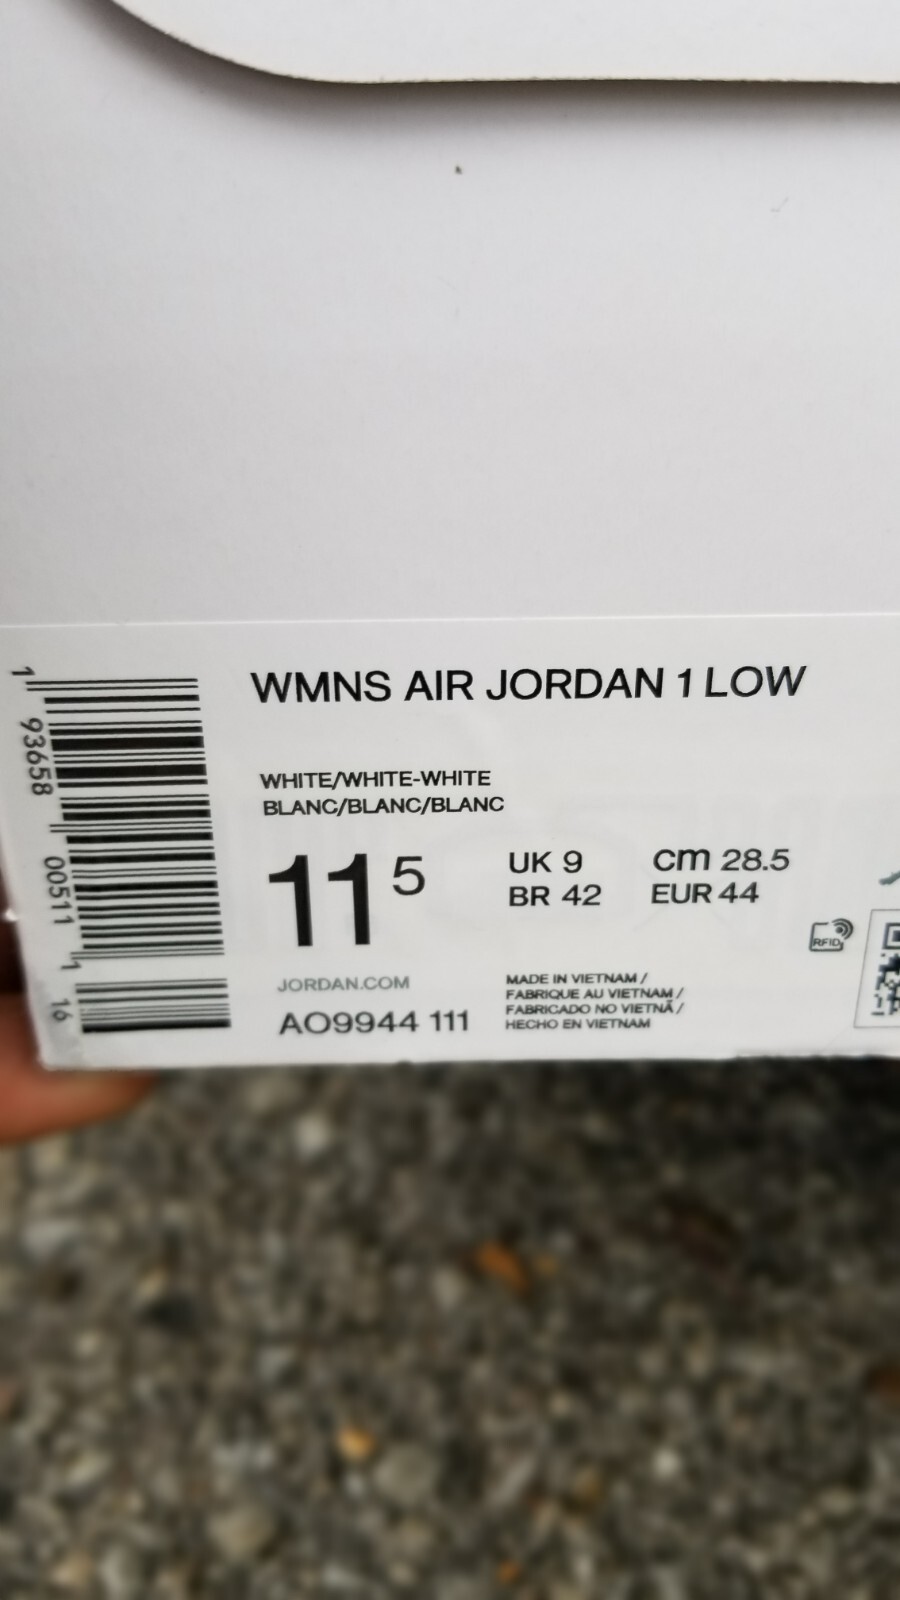 WMNS AIR JORDAN 1 LOW
WHITE/WHITE-WHITE
BLANC/BLANC/BLANC
11 5
UK 9
BR 42
cm 28.5
EUR 44
JORDAN.COM
AO9944 111
MADE IN VIETNAM /
FABRIQUE AU VIETNAM /
FABRICADO NO VIETNÃ /
HECHO EN VIETNAM
RFID
1 93658 00511 1 16